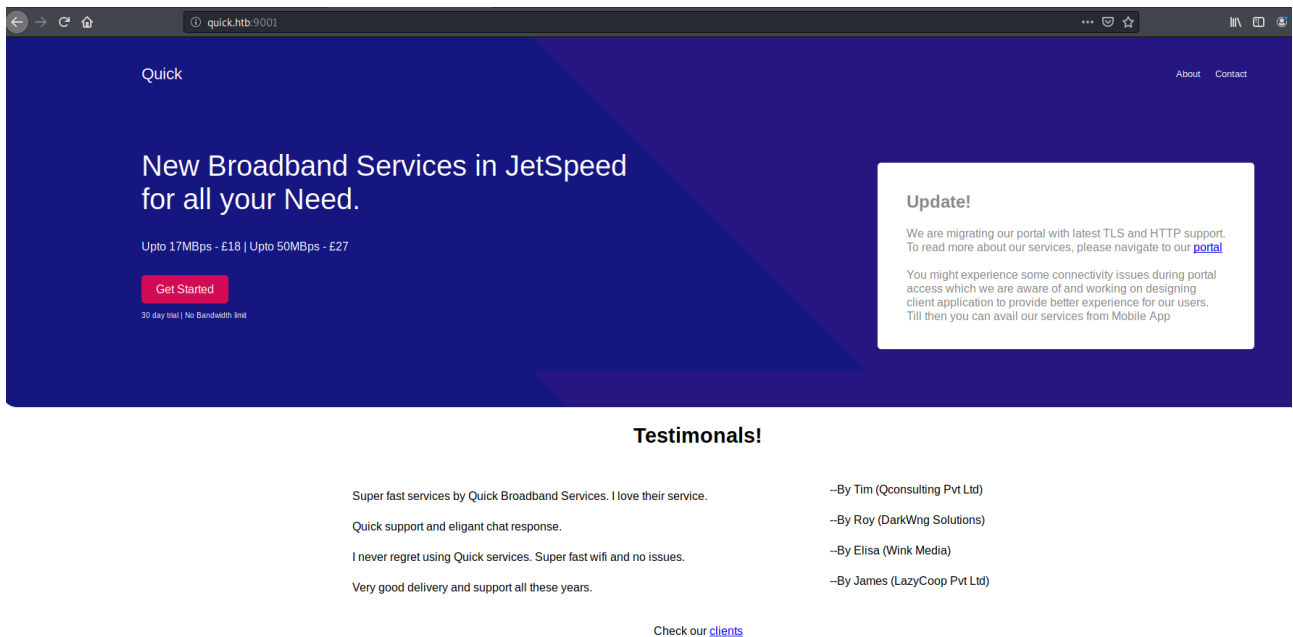 quick.htb:9001
Quick
About Contact
New Broadband Services in JetSpeed
for all your Need.
Upto 17MBps - £18 | Upto 50MBps - £27
Get Started
30 day trial | No Bandwidth limit
Update!
We are migrating our portal with latest TLS and HTTP support.
To read more about our services, please navigate to our portal
You might experience some connectivity issues during portal
access which we are aware of and working on designing
client application to provide better experience for our users.
Till then you can avail our services from Mobile App
Testimonals!
Super fast services by Quick Broadband Services. I love their service.
--By Tim (Qconsulting Pvt Ltd)
Quick support and eligant chat response.
--By Roy (DarkWng Solutions)
I never regret using Quick services. Super fast wifi and no issues.
--By Elisa (Wink Media)
Very good delivery and support all these years.
--By James (LazyCoop Pvt Ltd)
Check our clients